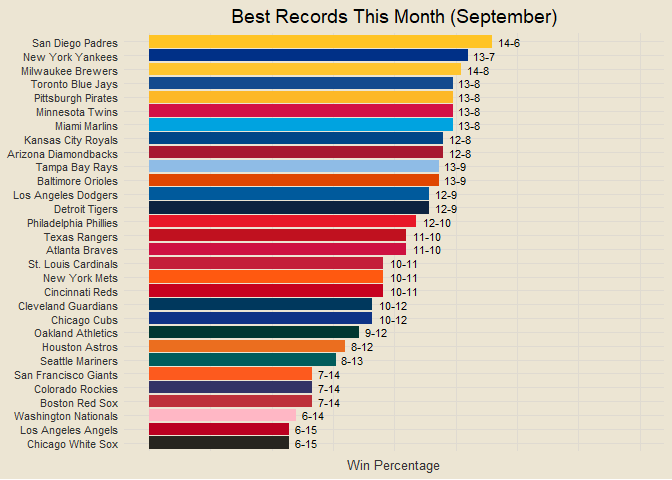 Best Records This Month (September)
San Diego Padres 14-6
New York Yankees 13-7
Milwaukee Brewers 14-8
Toronto Blue Jays 13-8
Pittsburgh Pirates 13-8
Minnesota Twins 13-8
Miami Marlins 13-8
Kansas City Royals 12-8
Arizona Diamondbacks 12-8
Tampa Bay Rays 13-9
Baltimore Orioles 13-9
Los Angeles Dodgers 12-9
Detroit Tigers 12-9
Philadelphia Phillies 12-10
Texas Rangers 11-10
Atlanta Braves 11-10
St. Louis Cardinals 10-11
New York Mets 10-11
Cincinnati Reds 10-11
Cleveland Guardians 10-12
Chicago Cubs 10-12
Oakland Athletics 9-12
Houston Astros 8-12
Seattle Mariners 8-13
San Francisco Giants 7-14
Colorado Rockies 7-14
Boston Red Sox 7-14
Washington Nationals 6-14
Los Angeles Angels 6-15
Chicago White Sox 6-15
Win Percentage